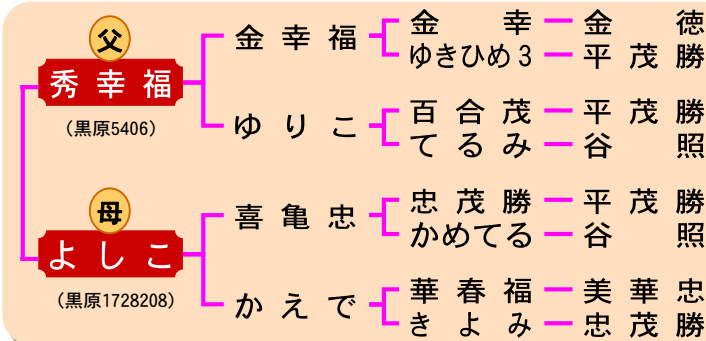 父
秀幸福
(黒原5406)
金幸福
金幸
金徳
ゆきひめ3
平茂勝
ゆりこ
百合茂
平茂勝
てるみ
谷照
母
よしこ
(黒原1728208)
喜亀忠
忠茂勝
平茂勝
かめてる
谷照
かえで
華春福
美華忠
きよみ
忠茂勝